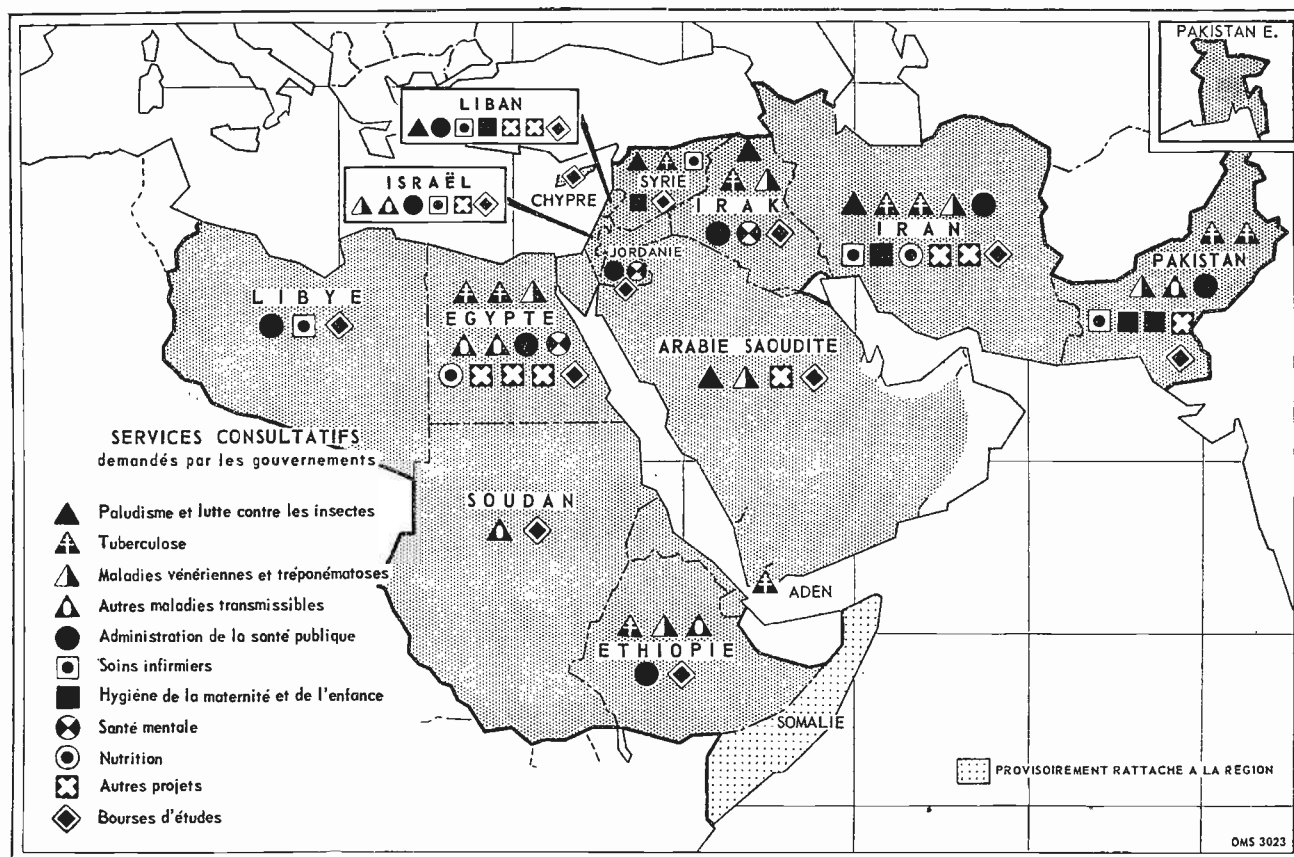 PAKISTAN E.
LIBAN
ISRAËL
CHYPRE
SYRIE
IRAK
IRAN
JORDANIE
PAKISTAN
LIBYE
EGYPTE
ARABIE SAOUDITE
SERVICES CONSULTATIFS
demandés par les gouvernements
SOUDAN
Paludisme et lutte contre les insectes
Tuberculose
Maladies vénériennes et tréponématoses
Autres maladies transmissibles
Administration de la santé publique
Soins infirmiers
Hygiène de la maternité et de l'enfance
Santé mentale
Nutrition
Autres projets
Bourses d'études
ADEN
ETHIOPIE
SOMALIE
PROVISOIREMENT RATTACHE A LA REGION
OMS 3023